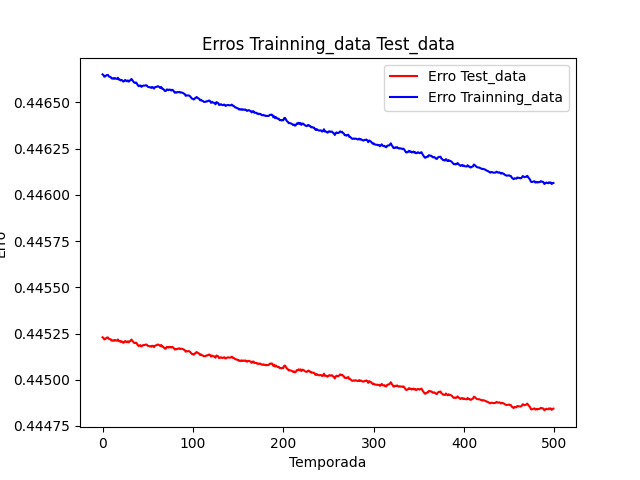 Erros Trainning_data Test_data
Erro Test_data
Erro Trainning_data
0.44650
0.44625
0.44600
0.44575
0.44550
0.44525
0.44500
0.44475
Erro
0 100 200 300 400 500
Temporada